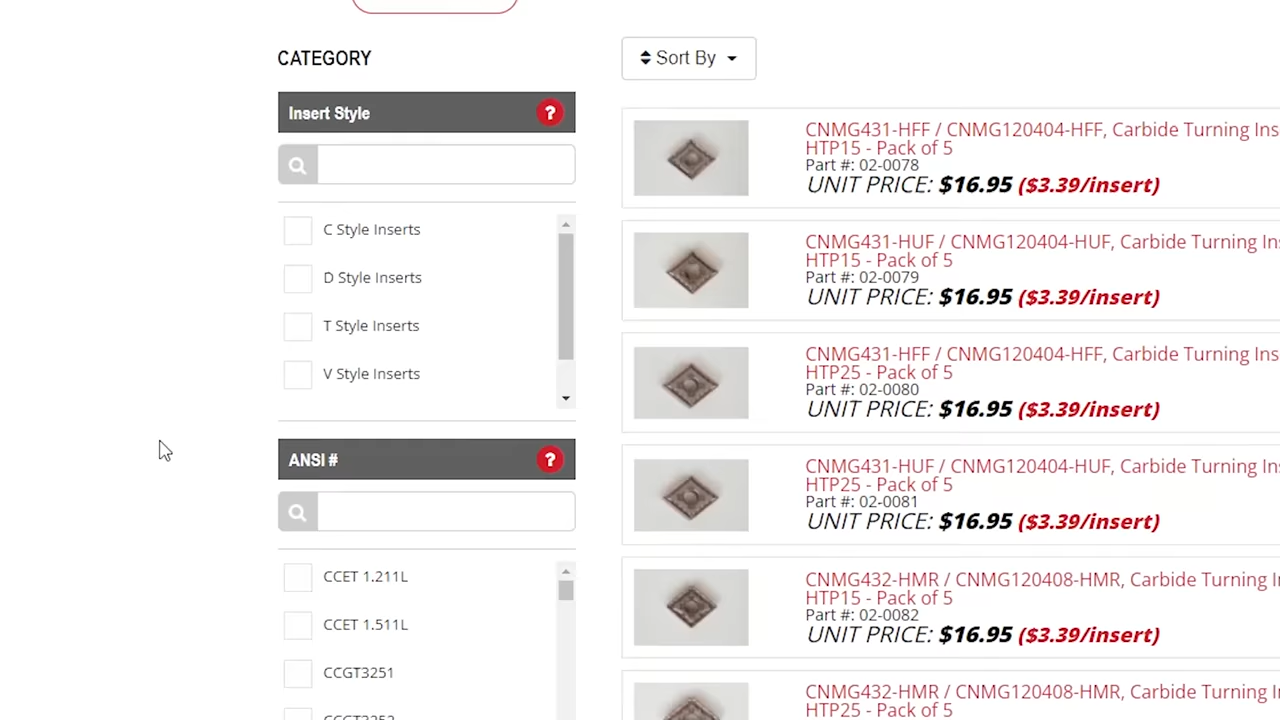 CATEGORY
Insert Style
?
C Style Inserts
D Style Inserts
T Style Inserts
V Style Inserts
ANSI #
?
CCET 1.211L
CCET 1.511L
CCGT3251
Sort By
CNMG431-HFF / CNMG120404-HFF, Carbide Turning Ins
HTP15 - Pack of 5
Part #: 02-0078
UNIT PRICE: $16.95 ($3.39/insert)
CNMG431-HUF / CNMG120404-HUF, Carbide Turning Ins
HTP15 - Pack of 5
Part #: 02-0079
UNIT PRICE: $16.95 ($3.39/insert)
CNMG431-HFF / CNMG120404-HFF, Carbide Turning Ins
HTP25 - Pack of 5
Part #: 02-0080
UNIT PRICE: $16.95 ($3.39/insert)
CNMG431-HUF / CNMG120404-HUF, Carbide Turning Ins
HTP25 - Pack of 5
Part #: 02-0081
UNIT PRICE: $16.95 ($3.39/insert)
CNMG432-HMR / CNMG120408-HMR, Carbide Turning I
HTP15 - Pack of 5
Part #: 02-0082
UNIT PRICE: $16.95 ($3.39/insert)
CNMG432-HMR / CNMG120408-HMR, Carbide Turning I
HTP25 - Pack of 5